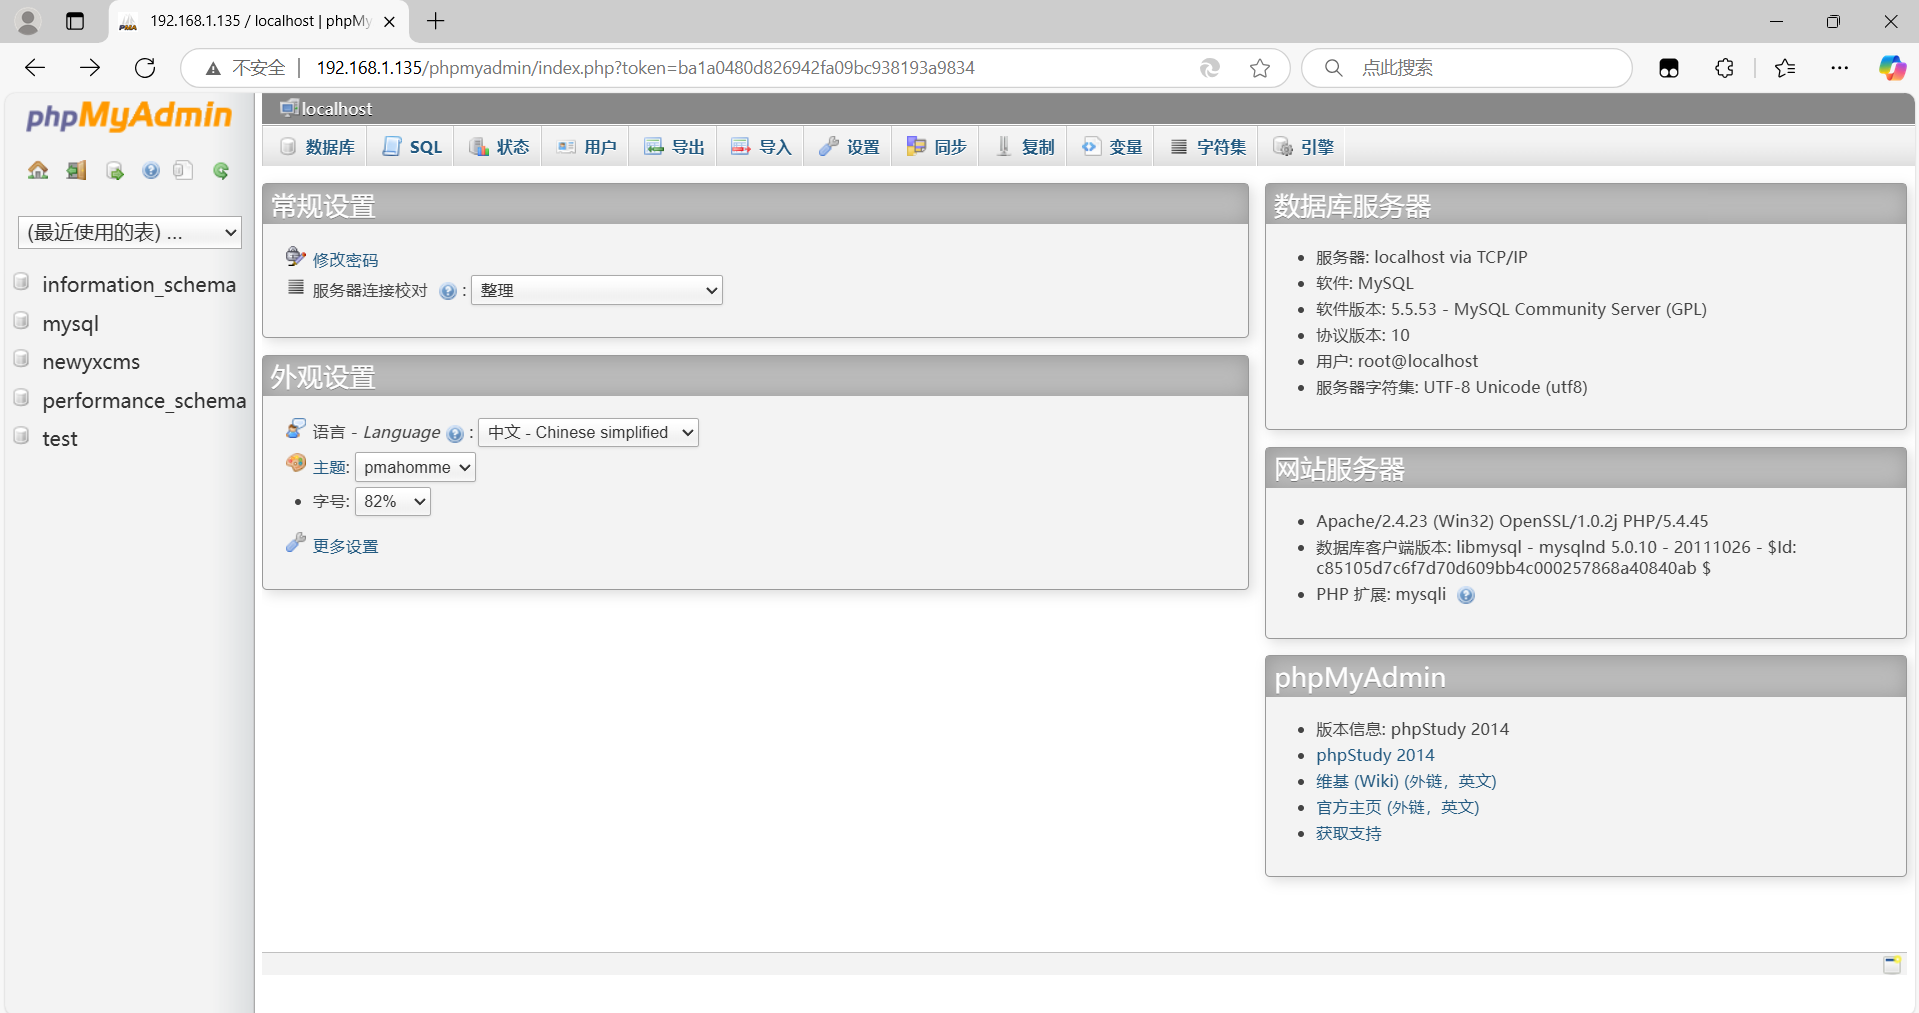 192.168.1.135 / localhost | phpMy
不安全
192.168.1.135/phpmyadmin/index.php?token=ba1a0480d826942fa09bc938193a9834
点此搜索
phpMyAdmin
(最近使用的表) ...
information_schema
mysql
newyxcms
performance_schema
test
localhost
数据库 SQL 状态 用户 导出 导入 设置 同步 复制 变量 字符集 引擎
常规设置
修改密码
服务器连接校对 : 整理
外观设置
语言 - Language : 中文 - Chinese simplified
主题: pmahomme
字号: 82%
更多设置
数据库服务器
服务器: localhost via TCP/IP
软件: MySQL
软件版本: 5.5.53 - MySQL Community Server (GPL)
协议版本: 10
用户: root@localhost
服务器字符集: UTF-8 Unicode (utf8)
网站服务器
Apache/2.4.23 (Win32) OpenSSL/1.0.2j PHP/5.4.45
数据库客户端版本: libmysql - mysqlnd 5.0.10 - 20111026 - $Id:
c85105d7c6f7d70d609bb4c000257868a40840ab $
PHP 扩展: mysqli
phpMyAdmin
版本信息: phpStudy 2014
phpStudy 2014
维基 (Wiki) (外链，英文)
官方主页 (外链，英文)
获取支持